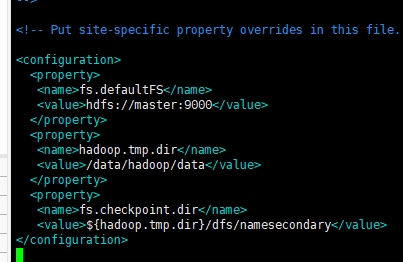 -->
<!-- Put site-specific property overrides in this file.
<configuration>
<property>
<name>fs.defaultFS</name>
<value>hdfs://master:9000</value>
</property>
<property>
<name>hadoop.tmp.dir</name>
<value>/data/hadoop/data</value>
</property>
<property>
<name>fs.checkpoint.dir</name>
<value>${hadoop.tmp.dir}/dfs/namesecondary</value>
</configuration>